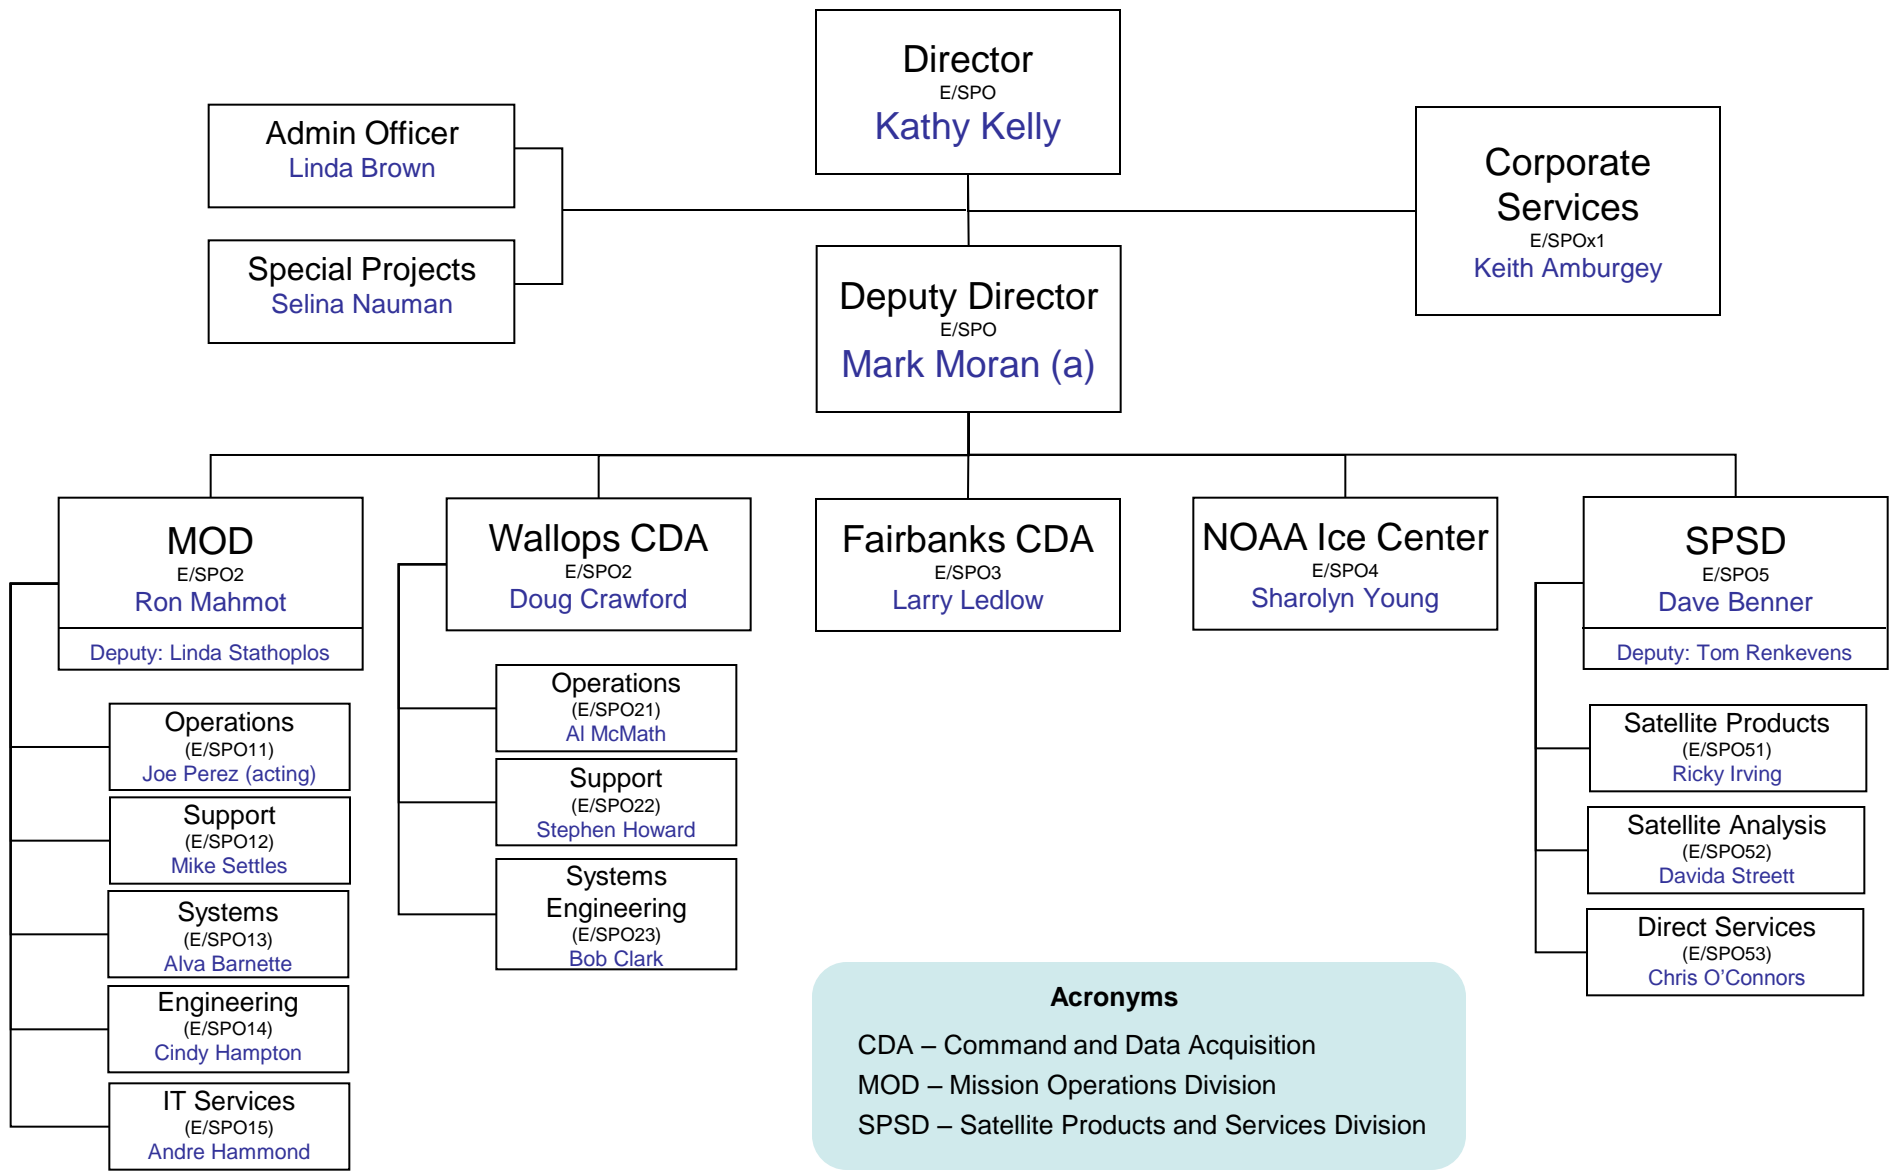 Director
E/SPO
Kathy Kelly
Admin Officer
Linda Brown
Special Projects
Selina Nauman
Corporate
Services
E/SPOx1
Keith Amburgey
Deputy Director
E/SPO
Mark Moran (a)
MOD
E/SPO2
Ron Mahmot
Deputy: Linda Stathoplos
Operations
(E/SPO11)
Joe Perez (acting)
Support
(E/SPO12)
Mike Settles
Systems
(E/SPO13)
Alva Barnette
Engineering
(E/SPO14)
Cindy Hampton
IT Services
(E/SPO15)
Andre Hammond
Wallops CDA
E/SPO2
Doug Crawford
Operations
(E/SPO21)
Al McMath
Support
(E/SPO22)
Stephen Howard
Systems
Engineering
(E/SPO23)
Bob Clark
Fairbanks CDA
E/SPO3
Larry Ledlow
NOAA Ice Center
E/SPO4
Sharolyn Young
SPSD
E/SPO5
Dave Benner
Deputy: Tom Renkevens
Satellite Products
(E/SPO51)
Ricky Irving
Satellite Analysis
(E/SPO52)
Davida Streett
Direct Services
(E/SPO53)
Chris O’Connors
Acronyms
CDA – Command and Data Acquisition
MOD – Mission Operations Division
SPSD – Satellite Products and Services Division